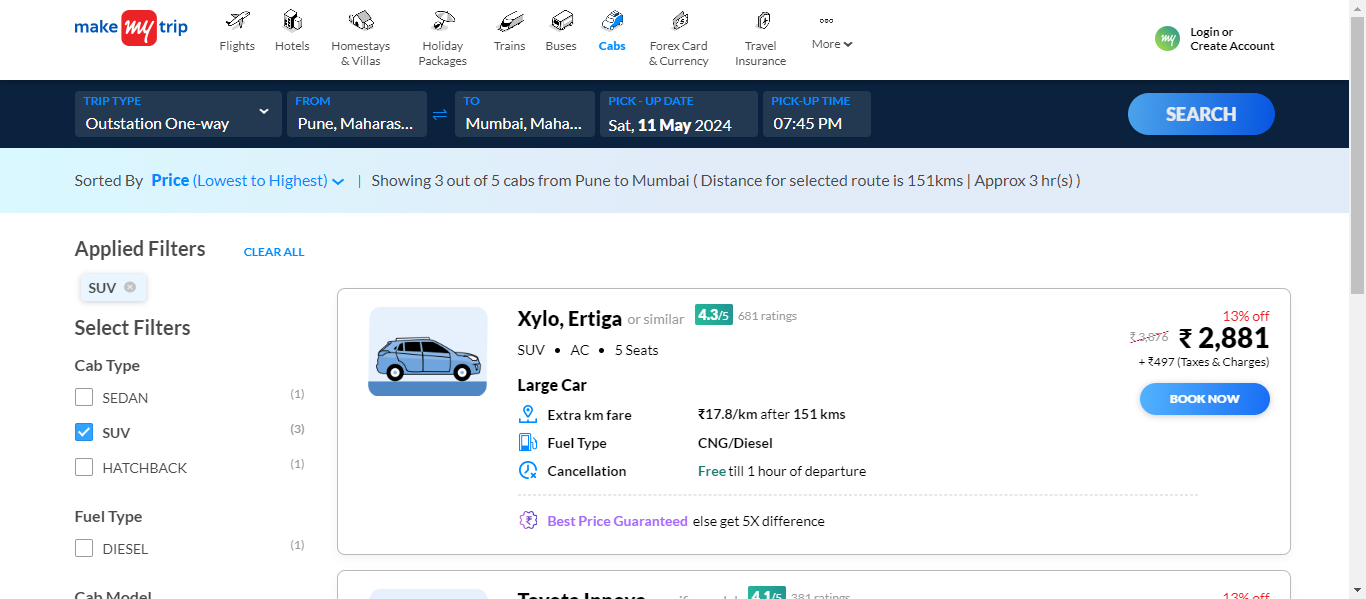 make my trip
Flights
Hotels
Homestays
& Villas
Holiday
Packages
Trains
Buses
Cabs
Forex Card
& Currency
Travel
Insurance
More
my
Login or
Create Account
TRIP TYPE
Outstation One-way
FROM
Pune, Maharas...
TO
Mumbai, Maha...
PICK - UP DATE
Sat, 11 May 2024
PICK-UP TIME
07:45 PM
SEARCH
Sorted By Price (Lowest to Highest) | Showing 3 out of 5 cabs from Pune to Mumbai ( Distance for selected route is 151kms | Approx 3 hr(s) )
Applied Filters
CLEAR ALL
SUV
Select Filters
Cab Type
SEDAN (1)
SUV (3)
HATCHBACK (1)
Fuel Type
DIESEL (1)
Cab Model
Xylo, Ertiga or similar 4.3/5 681 ratings
SUV • AC • 5 Seats
Large Car
Extra km fare ₹17.8/km after 151 kms
Fuel Type CNG/Diesel
Cancellation Free till 1 hour of departure
Best Price Guaranteed else get 5X difference
13% off
₹ 2,881
+ ₹497 (Taxes & Charges)
BOOK NOW
Toyota Innova 4.1/5 381 ratings
13% off